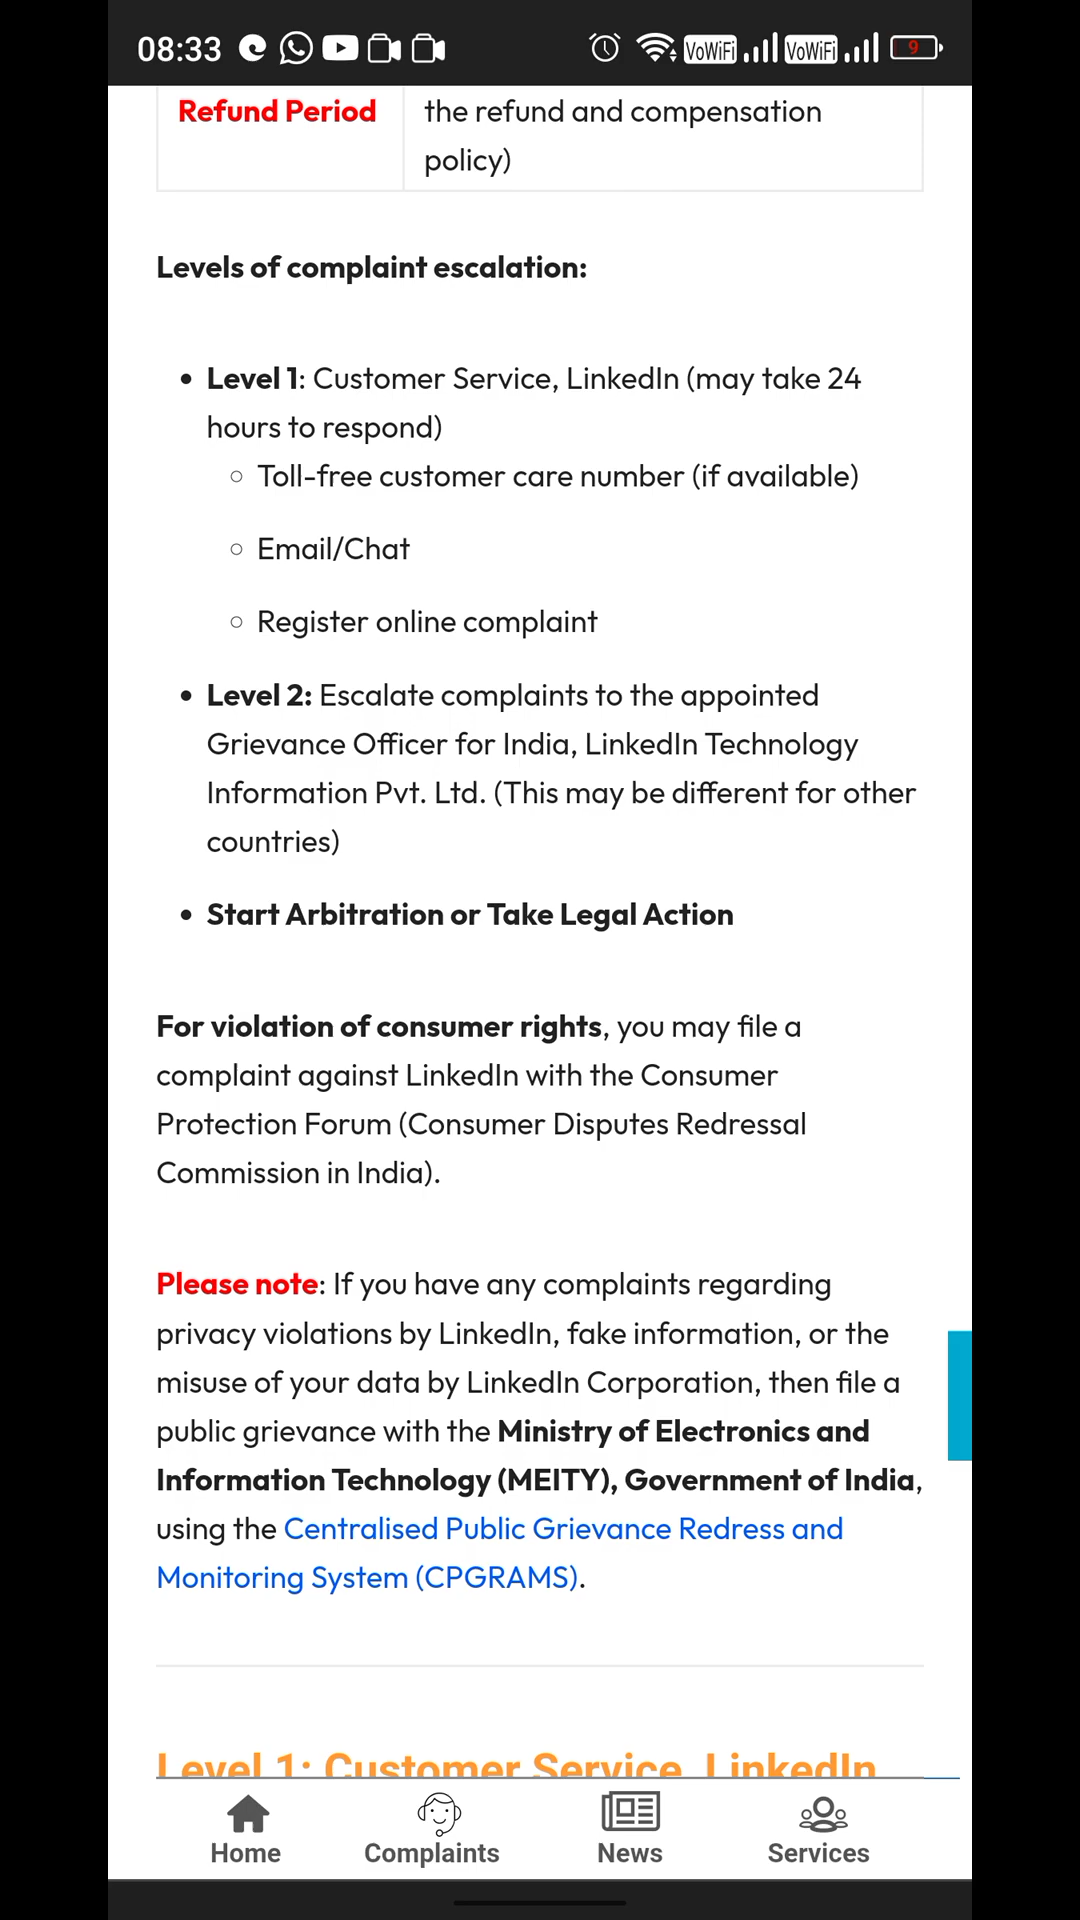 08:33
VoWiFi VoWiFi 9
Refund Period
the refund and compensation
policy)
Levels of complaint escalation:
• Level 1: Customer Service, LinkedIn (may take 24
hours to respond)
○ Toll-free customer care number (if available)
○ Email/Chat
○ Register online complaint
• Level 2: Escalate complaints to the appointed
Grievance Officer for India, LinkedIn Technology
Information Pvt. Ltd. (This may be different for other
countries)
• Start Arbitration or Take Legal Action
For violation of consumer rights, you may file a
complaint against LinkedIn with the Consumer
Protection Forum (Consumer Disputes Redressal
Commission in India).
Please note: If you have any complaints regarding
privacy violations by LinkedIn, fake information, or the
misuse of your data by LinkedIn Corporation, then file a
public grievance with the Ministry of Electronics and
Information Technology (MEITY), Government of India,
using the Centralised Public Grievance Redress and
Monitoring System (CPGRAMS).
Level 1: Customer Service, LinkedIn
Home Complaints News Services